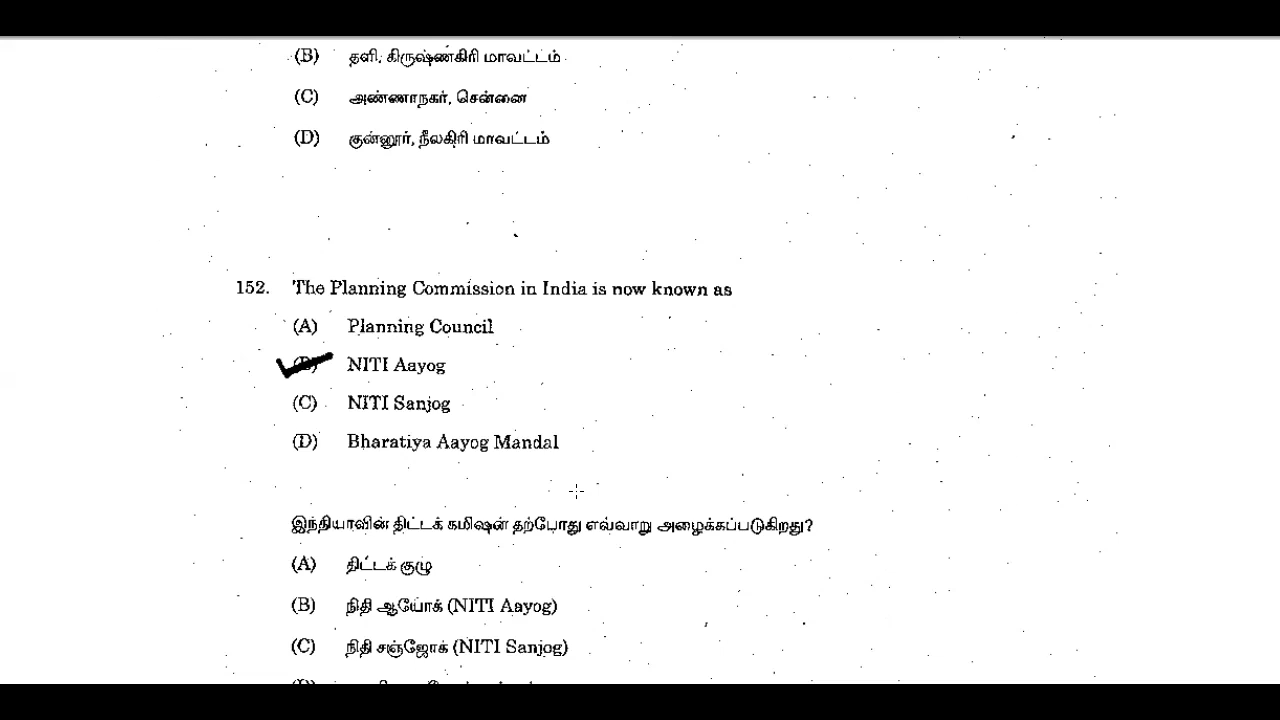 (B) தளி, கிருஷ்ணகிரி மாவட்டம்
(C) அண்ணாநகர், சென்னை
(D) குன்னூர், நீலகிரி மாவட்டம்
152. The Planning Commission in India is now known as
(A) Planning Council
(B) NITI Aayog
(C) NITI Sanjog
(D) Bharatiya Aayog Mandal
இந்தியாவின் திட்டக் கமிஷன் தற்போது எவ்வாறு அழைக்கப்படுகிறது?
(A) திட்டக் குழு
(B) நிதி ஆயோக் (NITI Aayog)
(C) நிதி சஞ்ஜோக் (NITI Sanjog)